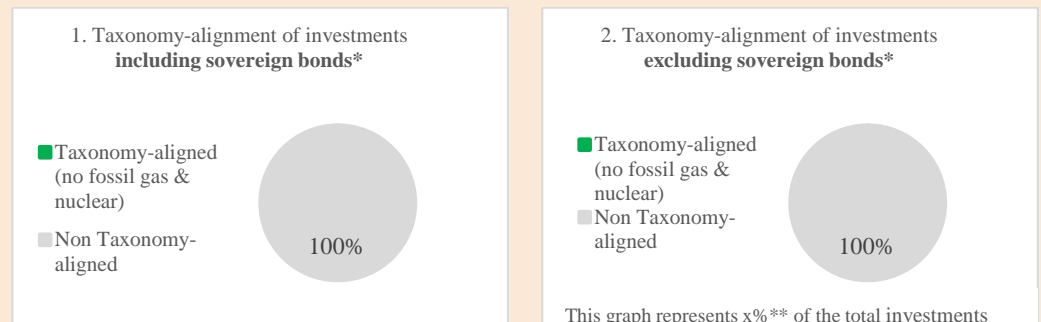 1. Taxonomy-alignment of investments
including sovereign bonds*
Taxonomy-aligned
(no fossil gas &
nuclear)
Non Taxonomy-
aligned
100%
2. Taxonomy-alignment of investments
excluding sovereign bonds*
Taxonomy-aligned
(no fossil gas &
nuclear)
Non Taxonomy-
aligned
100%
This graph represents x%** of the total investments